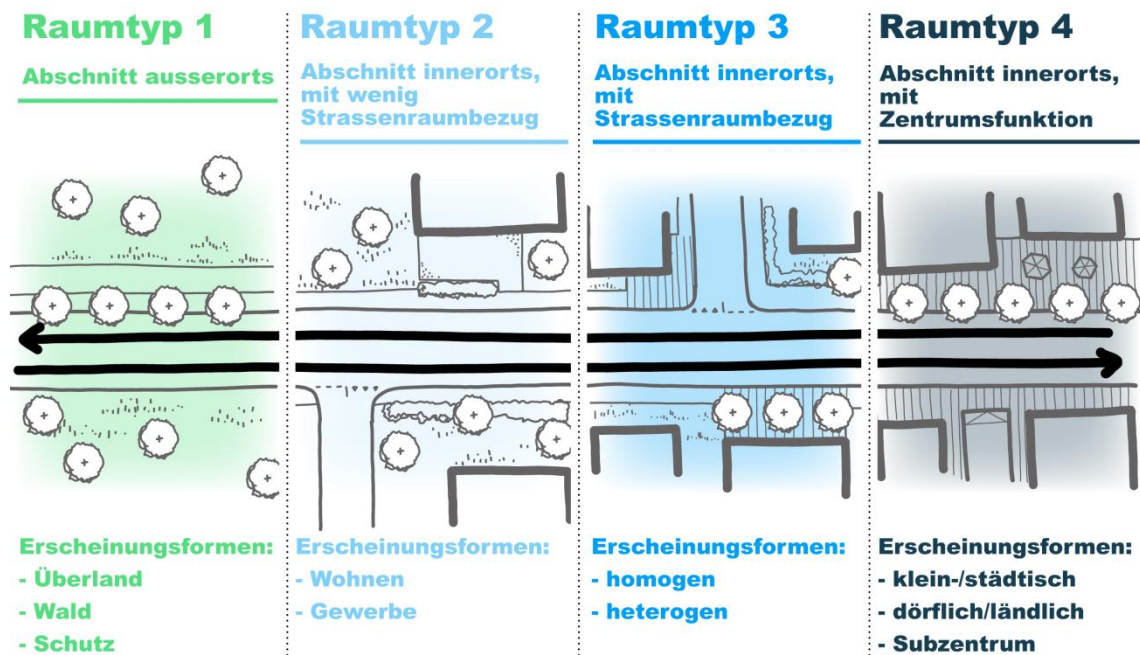 Raumtyp 1
Abschnitt ausserorts
Erscheinungsformen:
- Überland
- Wald
- Schutz
Raumtyp 2
Abschnitt innerorts,
mit wenig
Strassenraumbezug
Erscheinungsformen:
- Wohnen
- Gewerbe
Raumtyp 3
Abschnitt innerorts,
mit
Strassenraumbezug
Erscheinungsformen:
- homogen
- heterogen
Raumtyp 4
Abschnitt innerorts,
mit
Zentrumsfunktion
Erscheinungsformen:
- klein-/städtisch
- dörflich/ländlich
- Subzentrum